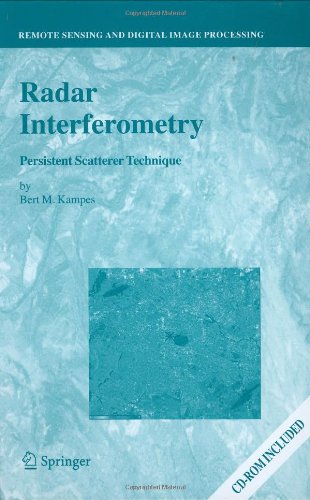 REMOTE SENSING AND DIGITAL IMAGE PROCESSING
Radar
Interferometry
Persistent Scatterer Technique
by
Bert M. Kampes
CD-ROM INCLUDED
Springer